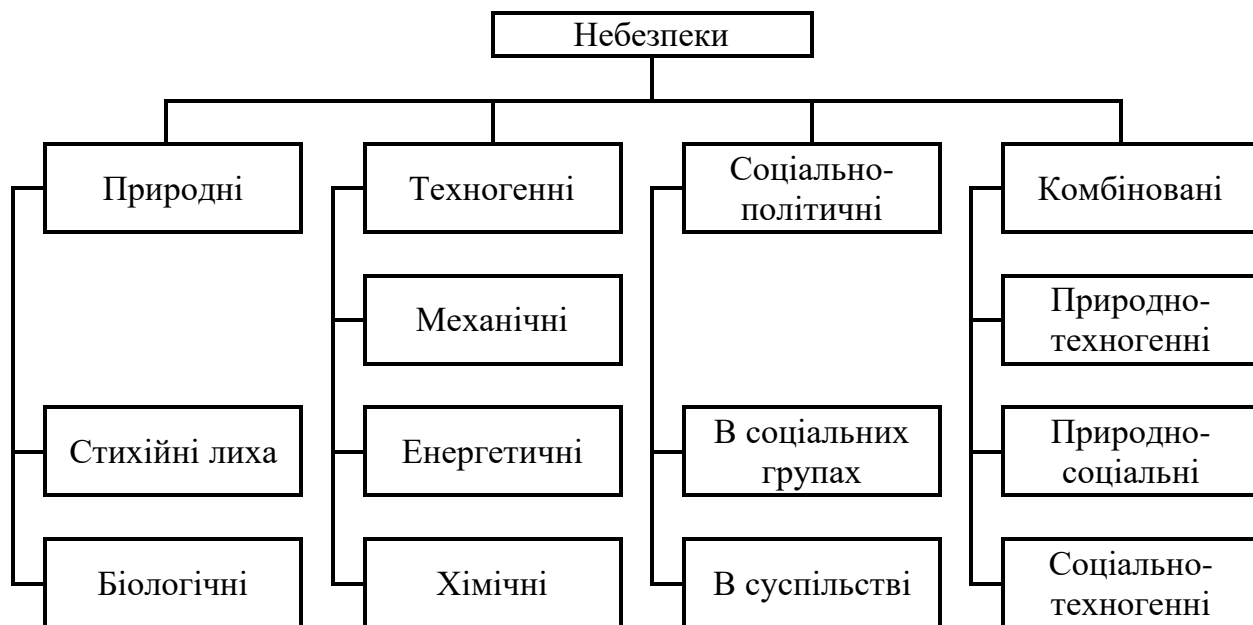 Небезпеки
Природні
Техногенні
Соціально-
політичні
Комбіновані
Механічні
Природно-
техногенні
Стихійні лиха
Енергетичні
В соціальних
групах
Природно-
соціальні
Біологічні
Хімічні
В суспільстві
Соціально-
техногенні